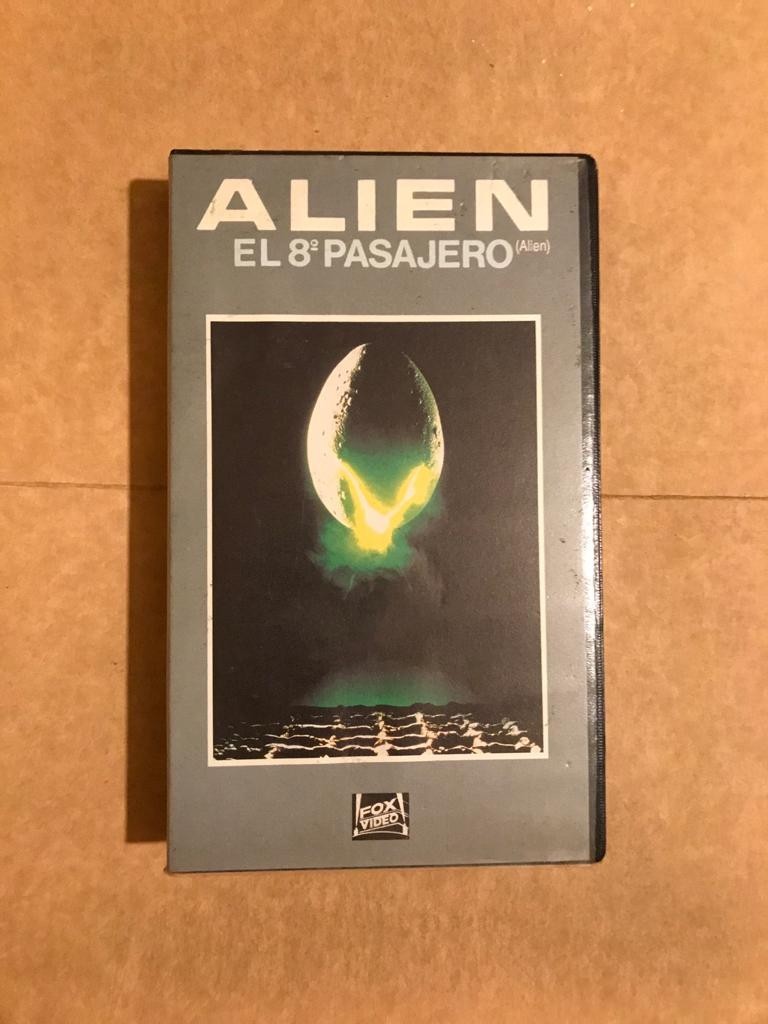 ALIEN
EL 8º PASAJERO (Alien)
FOX
VIDEO